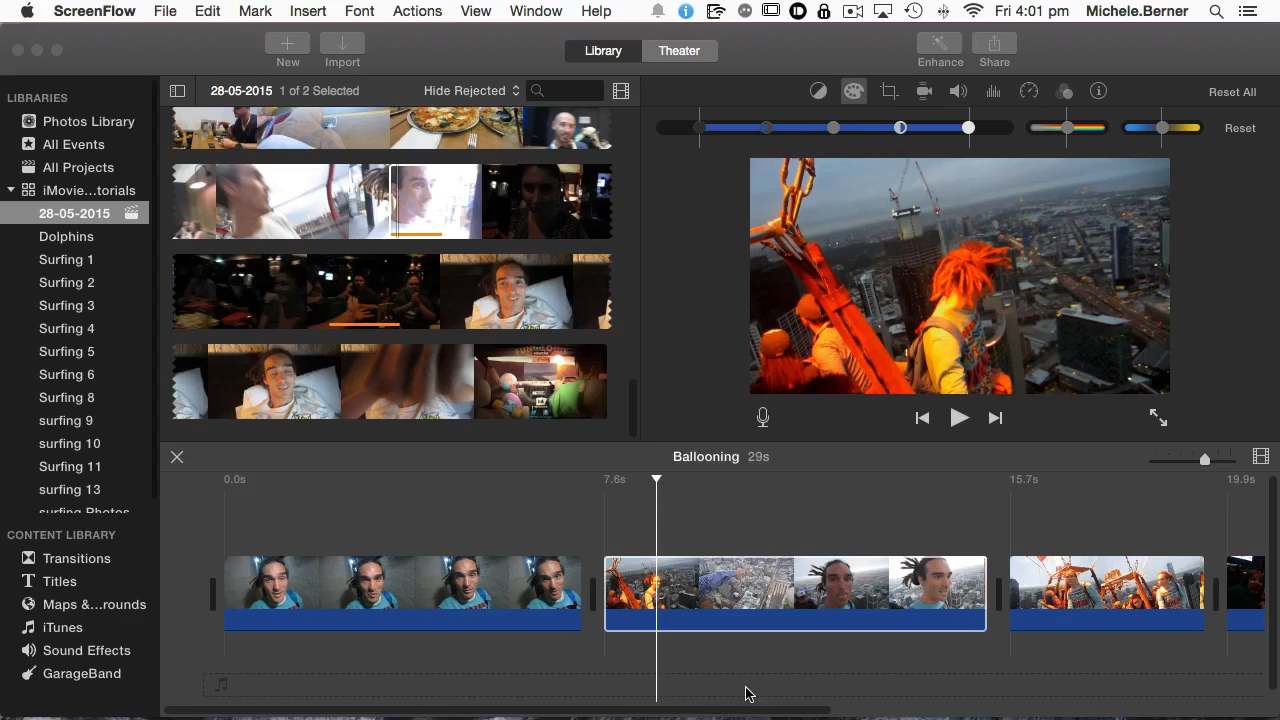 ScreenFlow File Edit Mark Insert Font Actions View Window Help Fri 4:01 pm Michele.Berner
New Import Library Theater Enhance Share
LIBRARIES
Photos Library
All Events
All Projects
iMovie...torials
28-05-2015
Dolphins
Surfing 1
Surfing 2
Surfing 3
Surfing 4
Surfing 5
Surfing 6
Surfing 8
surfing 9
surfing 10
Surfing 11
surfing 13
surfing Photos
CONTENT LIBRARY
Transitions
Titles
Maps &...rounds
iTunes
Sound Effects
GarageBand
28-05-2015 1 of 2 Selected Hide Rejected
Reset All
Reset
Ballooning 29s
0.0s 7.6s 15.7s 19.9s